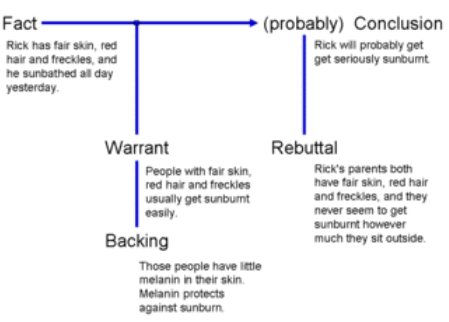 Fact
(probably) Conclusion
Rick has fair skin, red
hair and freckles, and
he sunbathed all day
yesterday.
Rick will probably get
get seriously sunburnt.
Warrant
People with fair skin,
red hair and freckles
usually get sunburnt
easily.
Rebuttal
Rick's parents both
have fair skin, red hair
and freckles, and they
never seem to get
sunburnt however
much they sit outside.
Backing
Those people have little
melanin in their skin.
Melanin protects
against sunburn.